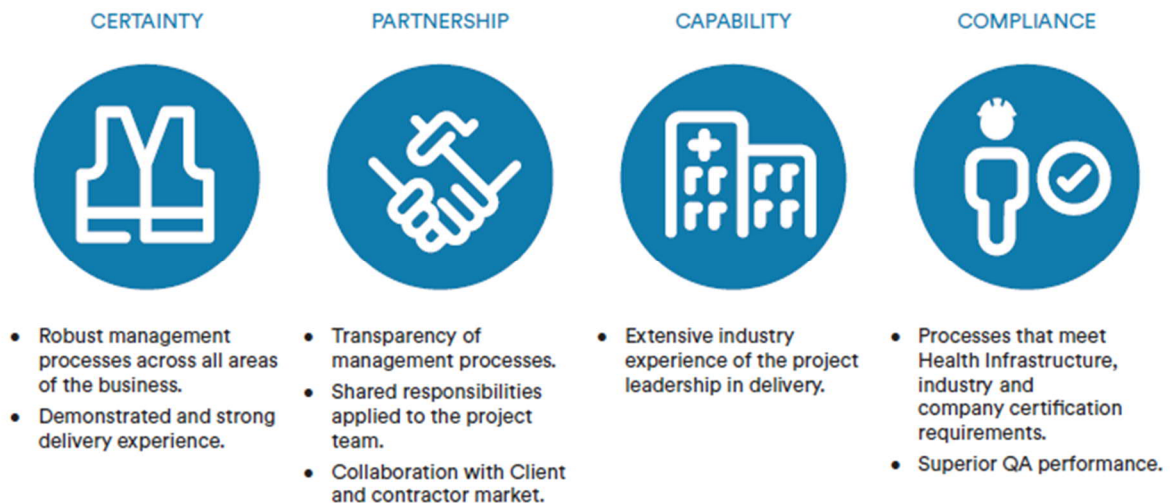 CERTAINTY
• Robust management
processes across all areas
of the business.
• Demonstrated and strong
delivery experience.
PARTNERSHIP
• Transparency of
management processes.
• Shared responsibilities
applied to the project
team.
• Collaboration with Client
and contractor market.
CAPABILITY
• Extensive industry
experience of the project
leadership in delivery.
COMPLIANCE
• Processes that meet
Health Infrastructure,
industry and
company certification
requirements.
• Superior QA performance.